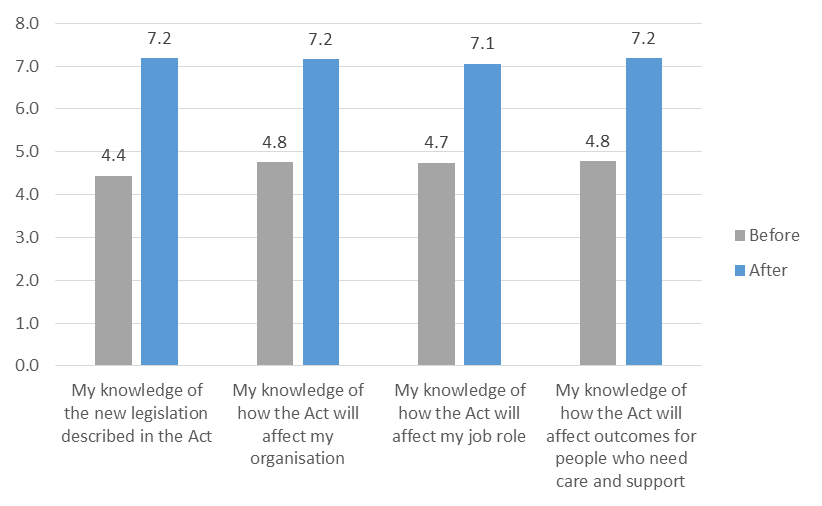 8.0
7.0
6.0
5.0
4.0
3.0
2.0
1.0
0.0
4.4
7.2
4.8
7.2
4.7
7.1
4.8
7.2
Before
After
My knowledge of
the new legislation
described in the Act
My knowledge of
how the Act will
affect my
organisation
My knowledge of
how the Act will
affect my job role
My knowledge of
how the Act will
affect outcomes for
people who need
care and support